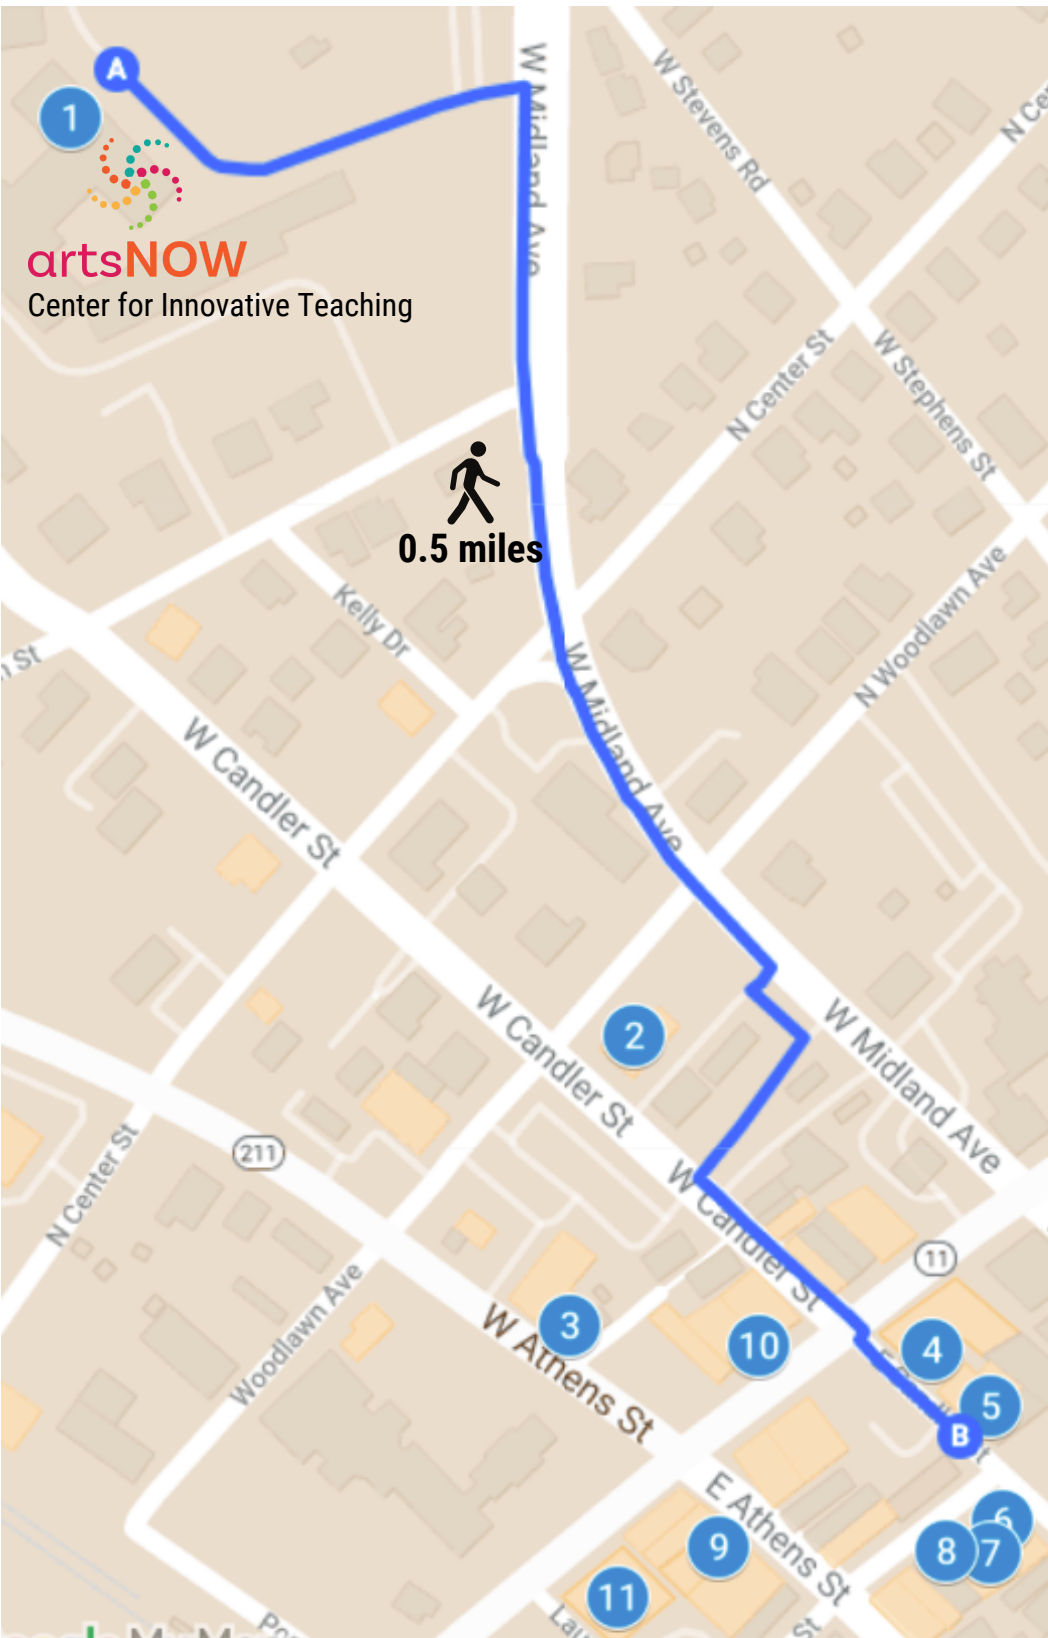 A
1
artsNOW
Center for Innovative Teaching
W Midland Ave
W Stevens Rd
N Center St
W Stephens St
0.5 miles
Kelly Dr
N Woodlawn Ave
W Midland Ave
W Candler St
2
W Candler St
W Midland Ave
211
N Center St
W Candler St
11
Woodlawn Ave
3
W Athens St
10
4
5
B
E Athens St
6
9
8
7
11